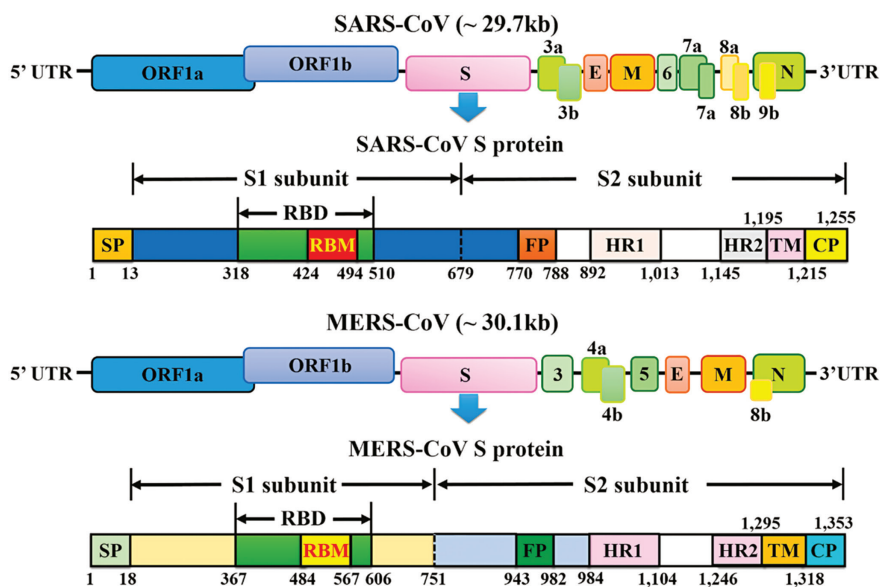 SARS-CoV (~ 29.7kb)
3a 7a 8a
5’ UTR ORF1a ORF1b S E M 6 N 3’UTR
3b 7a 8b 9b
SARS-CoV S protein
S1 subunit S2 subunit
RBD 1,195 1,255
SP RBM FP HR1 HR2 TM CP
1 13 318 424 494 510 679 770 788 892 1,013 1,145 1,215
MERS-CoV (~ 30.1kb)
4a
5’ UTR ORF1a ORF1b S 3 5 E M N 3’UTR
4b 8b
MERS-CoV S protein
S1 subunit S2 subunit
RBD 1,295 1,353
SP RBM FP HR1 HR2 TM CP
1 18 367 484 567 606 751 943 982 984 1,104 1,246 1,318